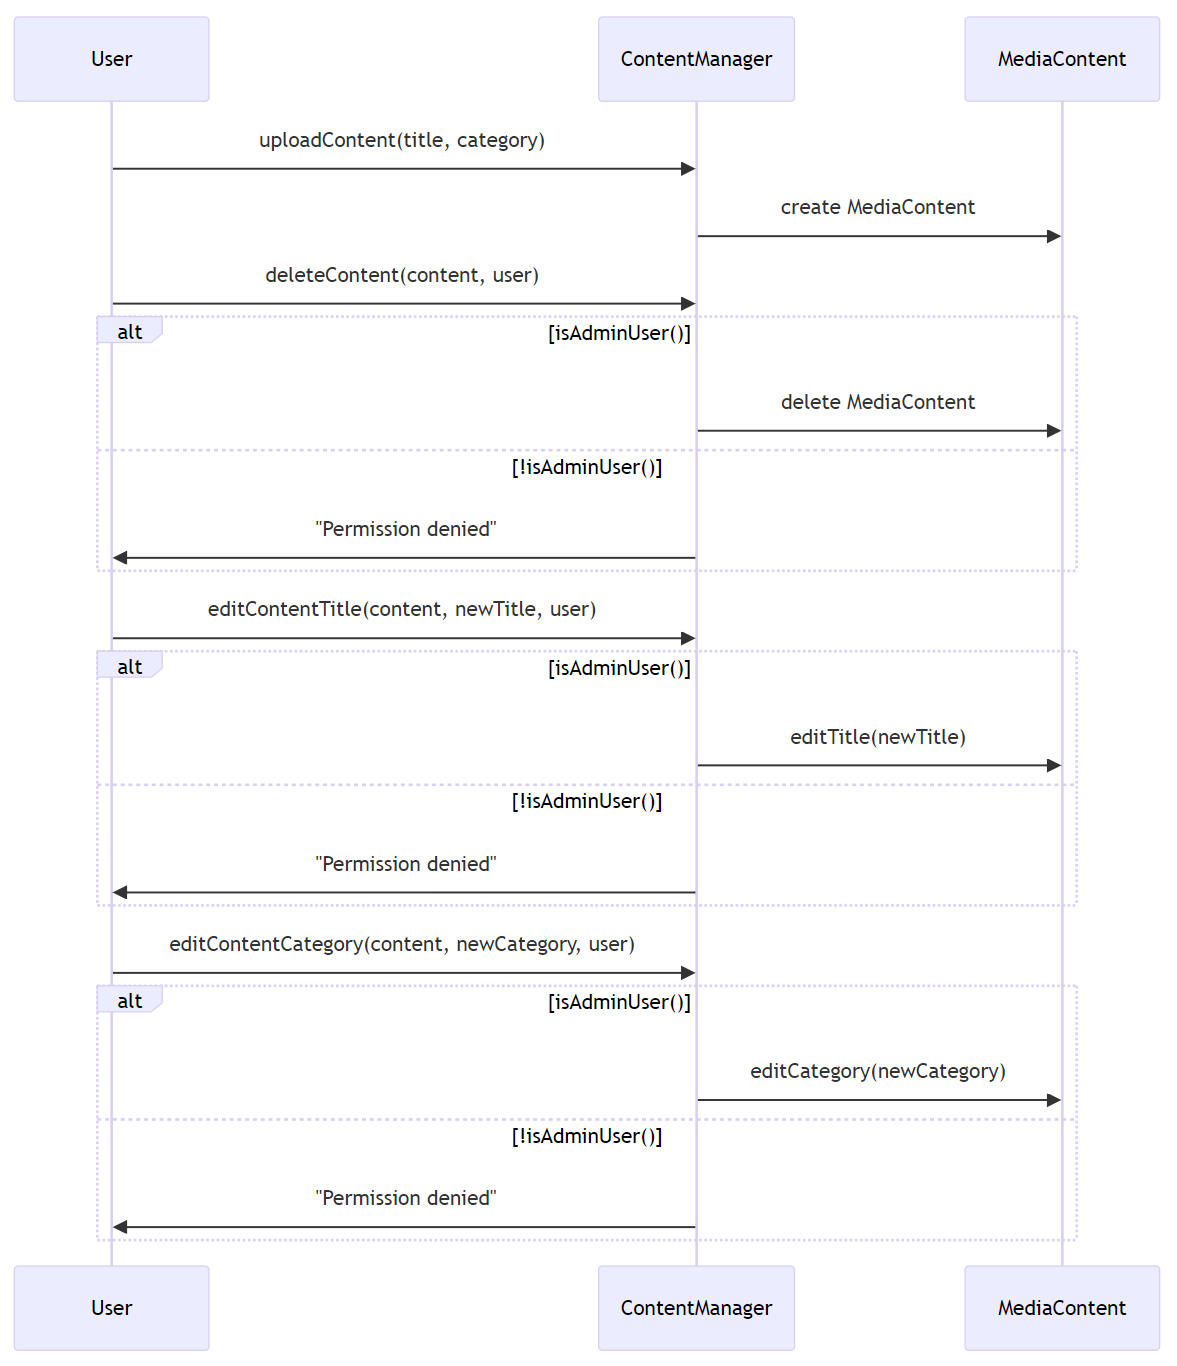 User
ContentManager
MediaContent
uploadContent(title, category)
create MediaContent
deleteContent(content, user)
alt
[isAdminUser()]
delete MediaContent
[!isAdminUser()]
"Permission denied"
editContentTitle(content, newTitle, user)
alt
[isAdminUser()]
editTitle(newTitle)
[!isAdminUser()]
"Permission denied"
editContentCategory(content, newCategory, user)
alt
[isAdminUser()]
editCategory(newCategory)
[!isAdminUser()]
"Permission denied"
User
ContentManager
MediaContent